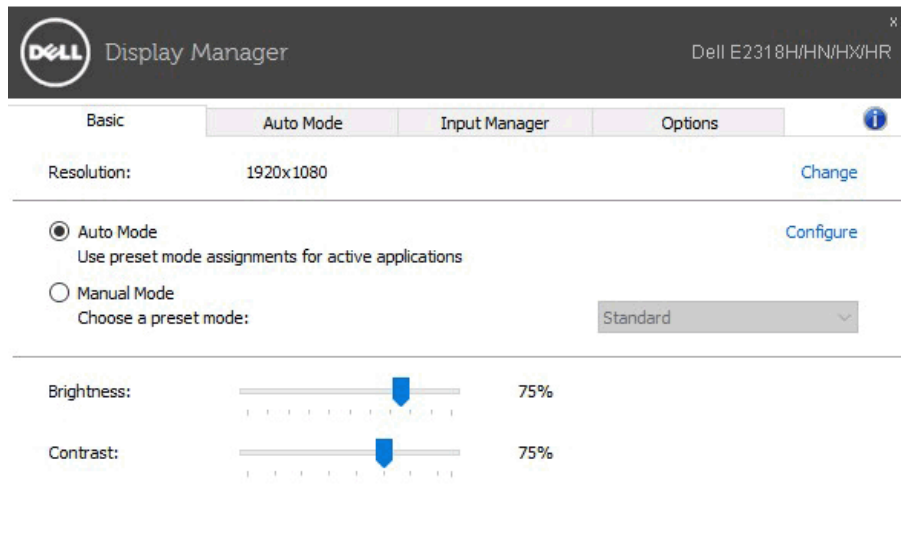 x
DELL Display Manager
Dell E2318H/HN/HX/HR
Basic Auto Mode Input Manager Options i
Resolution: 1920x1080 Change
Auto Mode Configure
Use preset mode assignments for active applications
Manual Mode
Choose a preset mode: Standard
Brightness: 75%
Contrast: 75%